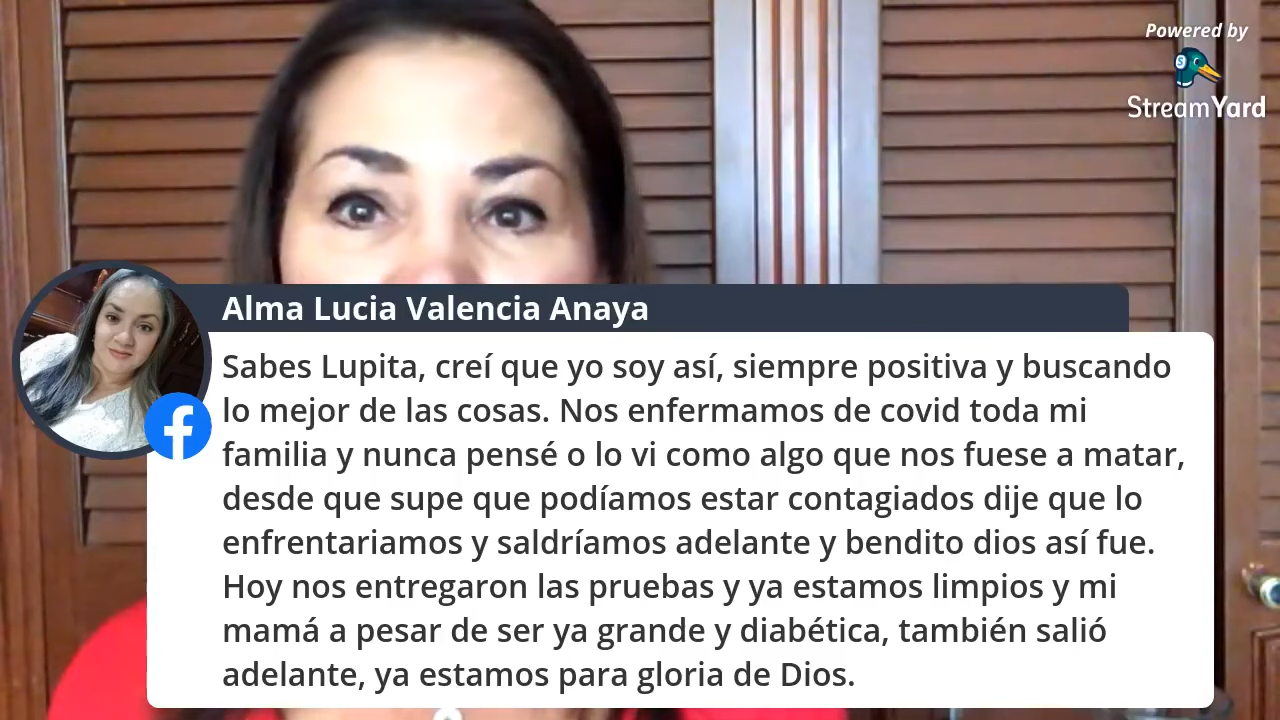 Powered by
StreamYard
Alma Lucia Valencia Anaya
Sabes Lupita, creí que yo soy así, siempre positiva y buscando
lo mejor de las cosas. Nos enfermamos de covid toda mi
familia y nunca pensé o lo vi como algo que nos fuese a matar,
desde que supe que podíamos estar contagiados dije que lo
enfrentariamos y saldríamos adelante y bendito dios así fue.
Hoy nos entregaron las pruebas y ya estamos limpios y mi
mamá a pesar de ser ya grande y diabética, también salió
adelante, ya estamos para gloria de Dios.